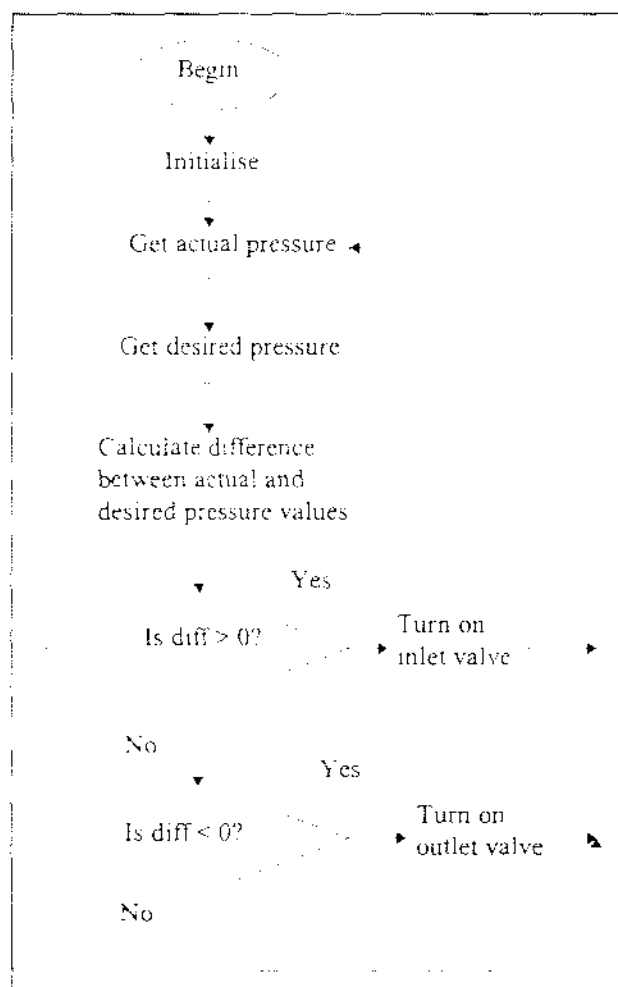 Begin
Initialise
Get actual pressure
Get desired pressure
Calculate difference
between actual and
desired pressure values
Yes
Is diff > 0?
Turn on
inlet valve
No
Yes
Is diff < 0?
Turn on
outlet valve
No